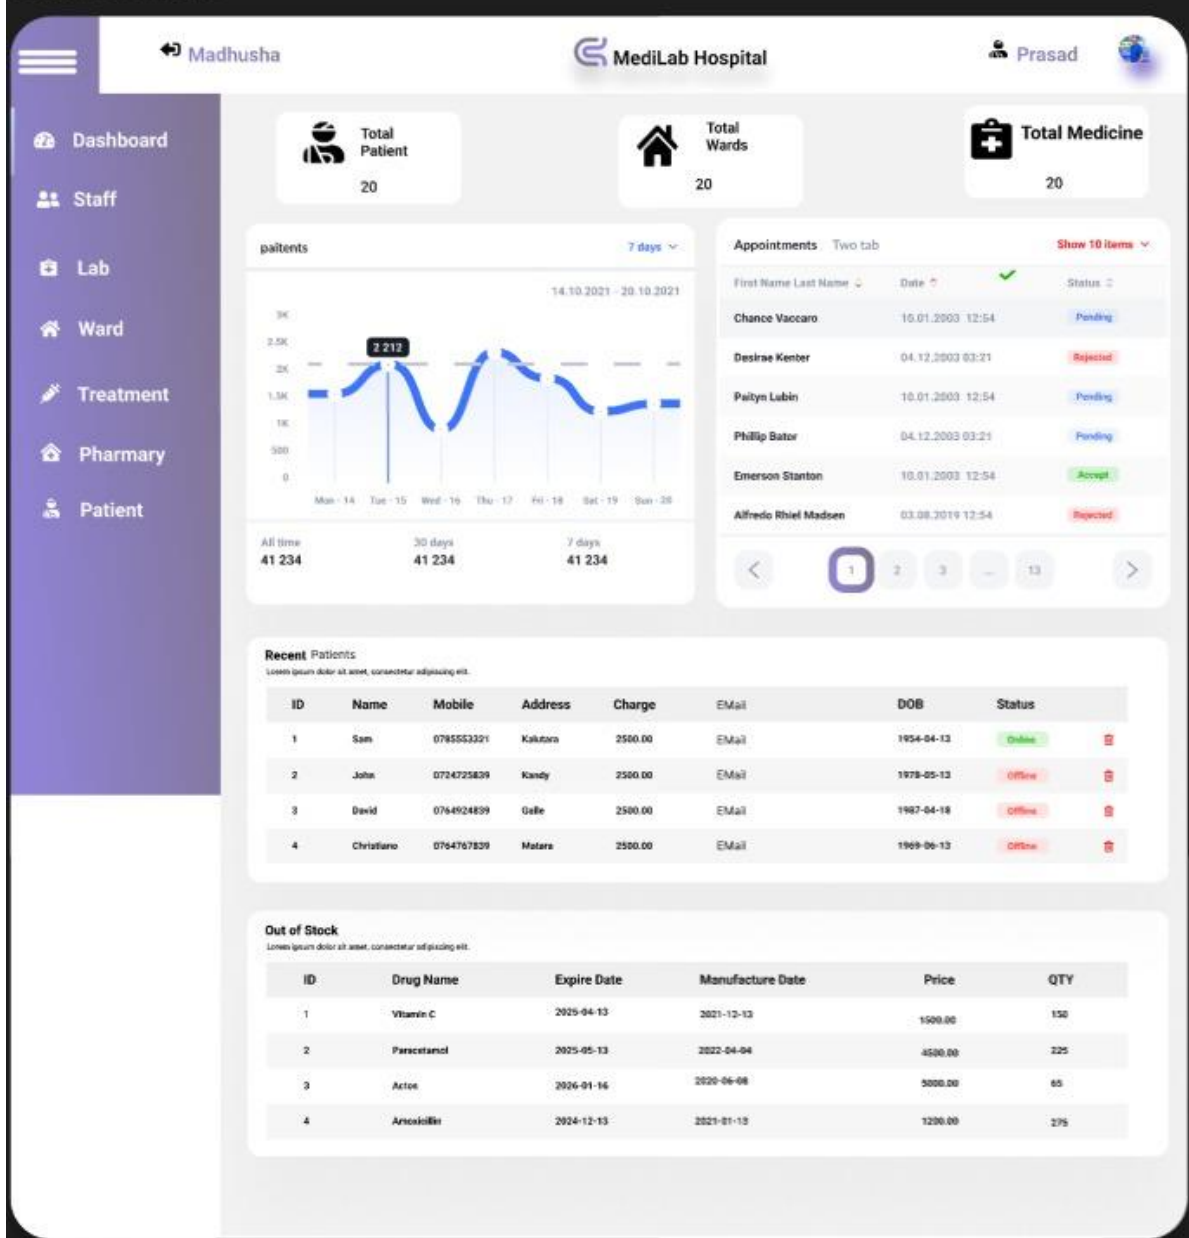 Madhusha
MediLab Hospital
Prasad
Dashboard
Staff
Lab
Ward
Treatment
Pharmary
Patient
Total
Patient
20
Total
Wards
20
Total Medicine
20
paitents
7 days
14.10.2021 - 20.10.2021
3K
2.5K
2K
1.5K
1K
500
0
2 212
Mon - 14 Tue - 15 Wed - 16 Thu - 17 Fri - 18 Sat - 19 Sun - 20
All time 30 days 7 days
41 234 41 234 41 234
Appointments Two tab Show 10 items
First Name Last Name Date Status
Chance Vaccaro 10.01.2003 12:54 Pending
Desirae Kenter 04.12.2003 03:21 Rejected
Paityn Lubin 10.01.2003 12:54 Pending
Phillip Bator 04.12.2003 03:21 Pending
Emerson Stanton 10.01.2003 12:54 Accept
Alfredo Rhiel Madsen 03.08.2019 12:54 Rejected
1 2 3 ... 13
Recent Patients
Lorem ipsum dolor sit amet, consectetur adipiscing elit.
ID Name Mobile Address Charge EMail DOB Status
1 Sam 0785553321 Kalutara 2500.00 EMail 1954-04-13 Online
2 John 0724725839 Kandy 2500.00 EMail 1978-05-13 Offline
3 David 0764924839 Galle 2500.00 EMail 1987-04-18 Offline
4 Christiano 0764767839 Matara 2500.00 EMail 1969-06-13 Offline
Out of Stock
Lorem ipsum dolor sit amet, consectetur adipiscing elit.
ID Drug Name Expire Date Manufacture Date Price QTY
1 Vitamin C 2025-04-13 2021-12-13 1500.00 150
2 Paracetamol 2025-05-13 2022-04-04 4500.00 225
3 Actos 2026-01-16 2020-06-08 5000.00 65
4 Amoxicillin 2024-12-13 2021-01-13 1200.00 275